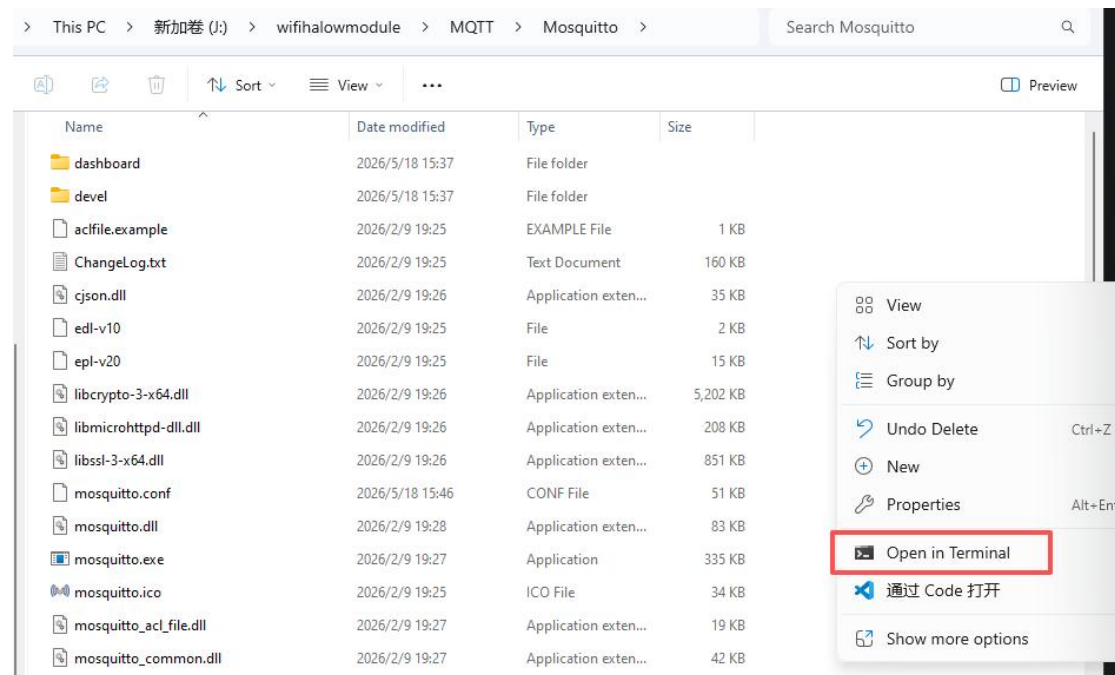 > This PC > 新加卷 (J:) > wifihalowmodule > MQTT > Mosquitto > Search Mosquitto
Sort View ... Preview
Name Date modified Type Size
dashboard 2026/5/18 15:37 File folder
devel 2026/5/18 15:37 File folder
aclfile.example 2026/2/9 19:25 EXAMPLE File 1 KB
ChangeLog.txt 2026/2/9 19:25 Text Document 160 KB
cjson.dll 2026/2/9 19:26 Application exten... 35 KB
edl-v10 2026/2/9 19:25 File 2 KB
epl-v20 2026/2/9 19:25 File 15 KB
libcrypto-3-x64.dll 2026/2/9 19:26 Application exten... 5,202 KB
libmicrohttpd-dll.dll 2026/2/9 19:26 Application exten... 208 KB
libssl-3-x64.dll 2026/2/9 19:26 Application exten... 851 KB
mosquitto.conf 2026/5/18 15:46 CONF File 51 KB
mosquitto.dll 2026/2/9 19:28 Application exten... 83 KB
mosquitto.exe 2026/2/9 19:27 Application 335 KB
mosquitto.ico 2026/2/9 19:25 ICO File 34 KB
mosquitto_acl_file.dll 2026/2/9 19:27 Application exten... 19 KB
mosquitto_common.dll 2026/2/9 19:27 Application exten... 42 KB
View
Sort by
Group by
Undo Delete Ctrl+Z
New
Properties Alt+En
Open in Terminal
通过 Code 打开
Show more options